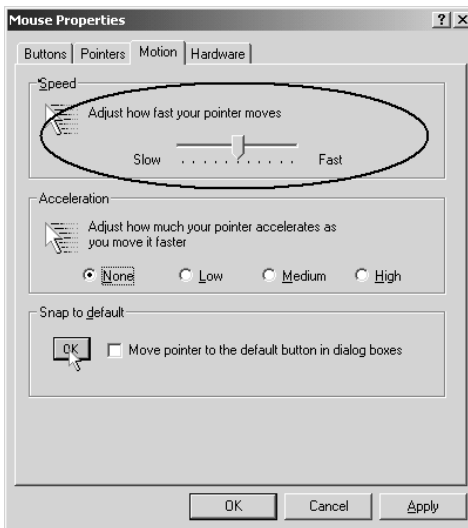 Mouse Properties
Buttons Pointers Motion Hardware
Speed
Adjust how fast your pointer moves
Slow Fast
Acceleration
Adjust how much your pointer accelerates as
you move it faster
None Low Medium High
Snap to default
OK Move pointer to the default button in dialog boxes
OK Cancel Apply